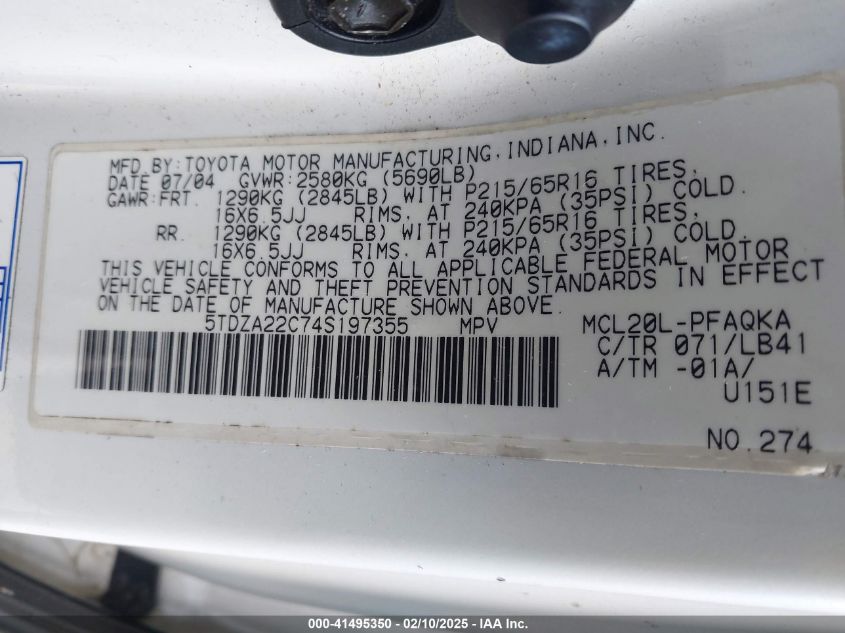 MFD.BY:TOYOTA MOTOR MANUFACTURING,INDIANA,INC.
DATE 07/04 GVWR:2580KG (5690LB)
GAWR:FRT. 1290KG (2845LB) WITH P215/65R16 TIRES,
16X6.5JJ RIMS, AT 240KPA (35PSI) COLD.
RR. 1290KG (2845LB) WITH P215/65R16 TIRES,
16X6.5JJ RIMS, AT 240KPA (35PSI) COLD.
THIS VEHICLE CONFORMS TO ALL APPLICABLE FEDERAL MOTOR
VEHICLE SAFETY AND THEFT PREVENTION STANDARDS IN EFFECT
ON THE DATE OF MANUFACTURE SHOWN ABOVE.
5TDZA22C74S197355 MPV MCL20L-PFAQKA
C/TR 071/LB41
A/TM -01A/
U151E
NO.274
000-41495350 - 02/10/2025 - IAA Inc.